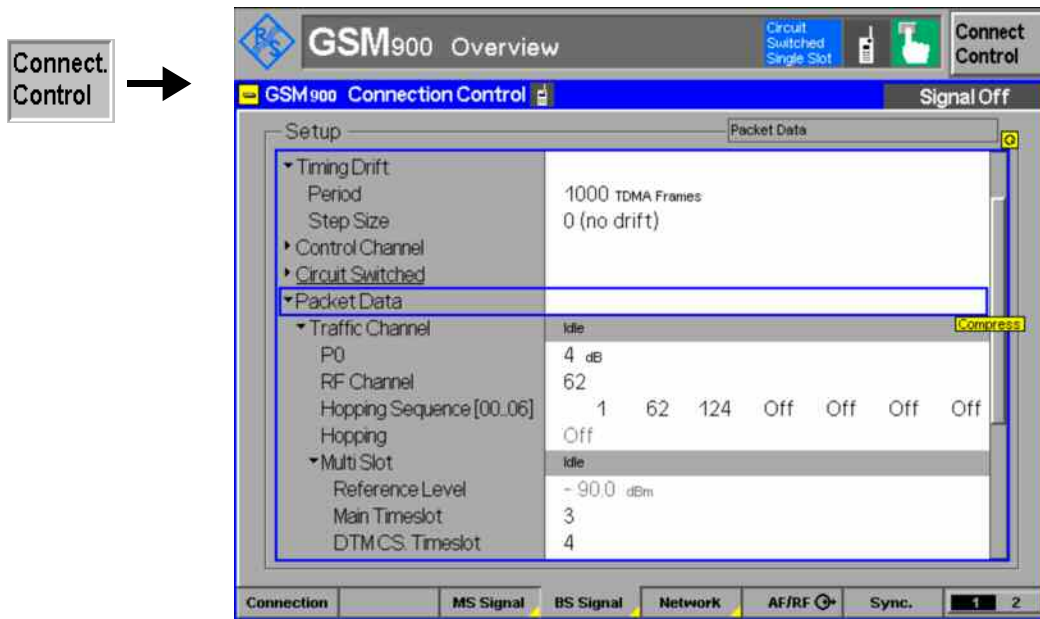 Connect.
Control
R S
GSM900 Overview
Circuit
Switched
Single Slot
Connect
Control
GSM900 Connection Control
Signal Off
Setup
Packet Data
Timing Drift
Period 1000 TDMA Frames
Step Size 0 (no drift)
Control Channel
Circuit Switched
Packet Data
Compress
Traffic Channel Idle
P0 4 dB
RF Channel 62
Hopping Sequence [00..06] 1 62 124 Off Off Off Off
Hopping Off
Multi Slot Idle
Reference Level - 90.0 dBm
Main Timeslot 3
DTM CS. Timeslot 4
Connection MS Signal BS Signal Network AF/RF Sync. 1 2